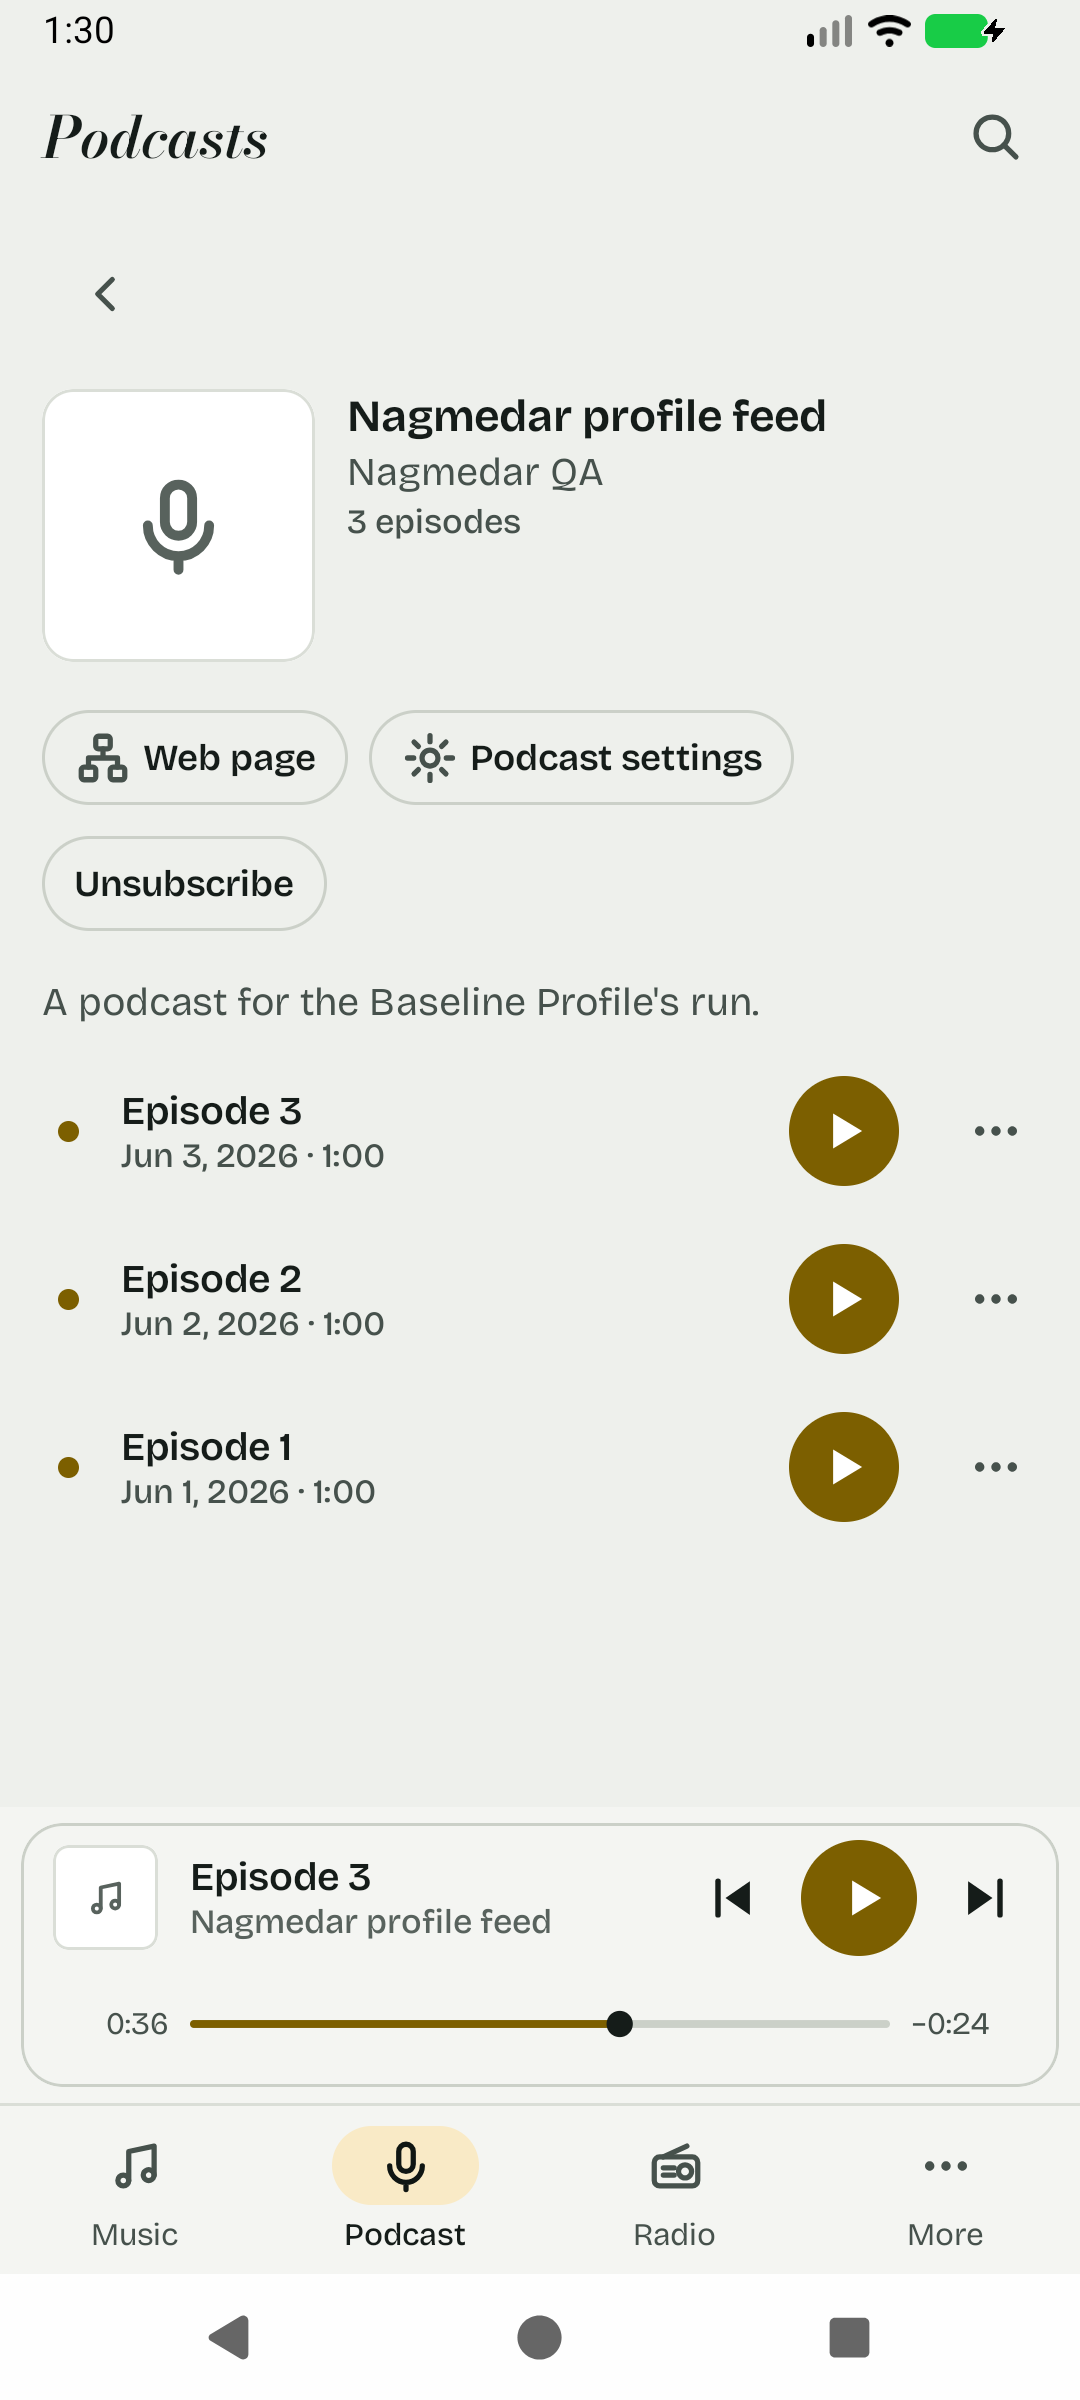 1:30
Podcasts
Nagmedar profile feed
Nagmedar QA
3 episodes
Web page
Podcast settings
Unsubscribe
A podcast for the Baseline Profile's run.
Episode 3
Jun 3, 2026 · 1:00
Episode 2
Jun 2, 2026 · 1:00
Episode 1
Jun 1, 2026 · 1:00
Episode 3
Nagmedar profile feed
0:36
−0:24
Music
Podcast
Radio
More